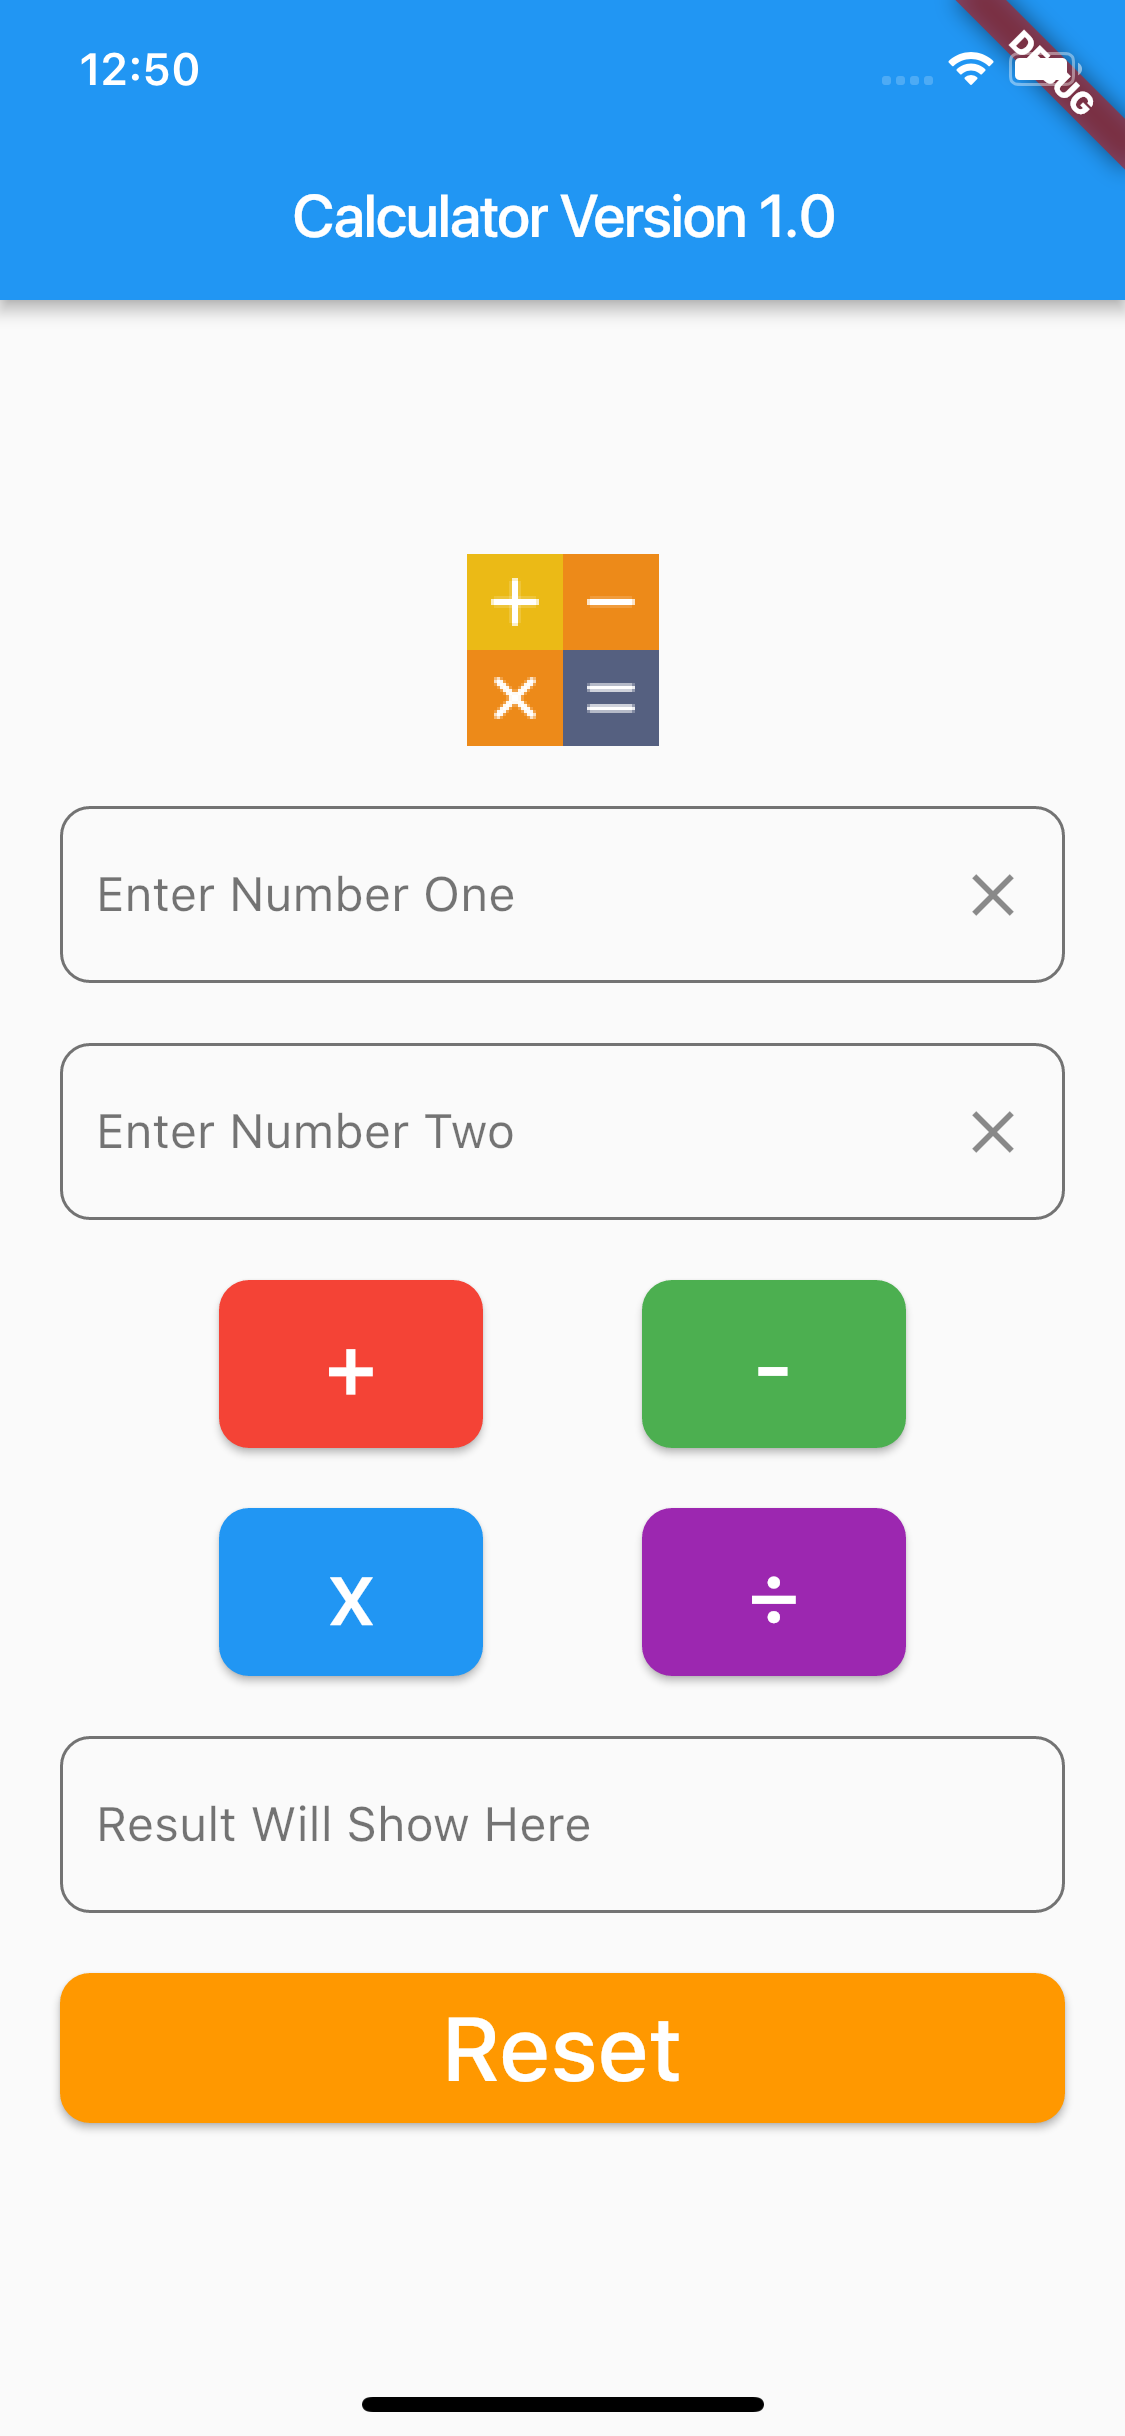 12:50
DEBUG
Calculator Version 1.0
+ −
× =
Enter Number One
Enter Number Two
+ -
x ÷
Result Will Show Here
Reset